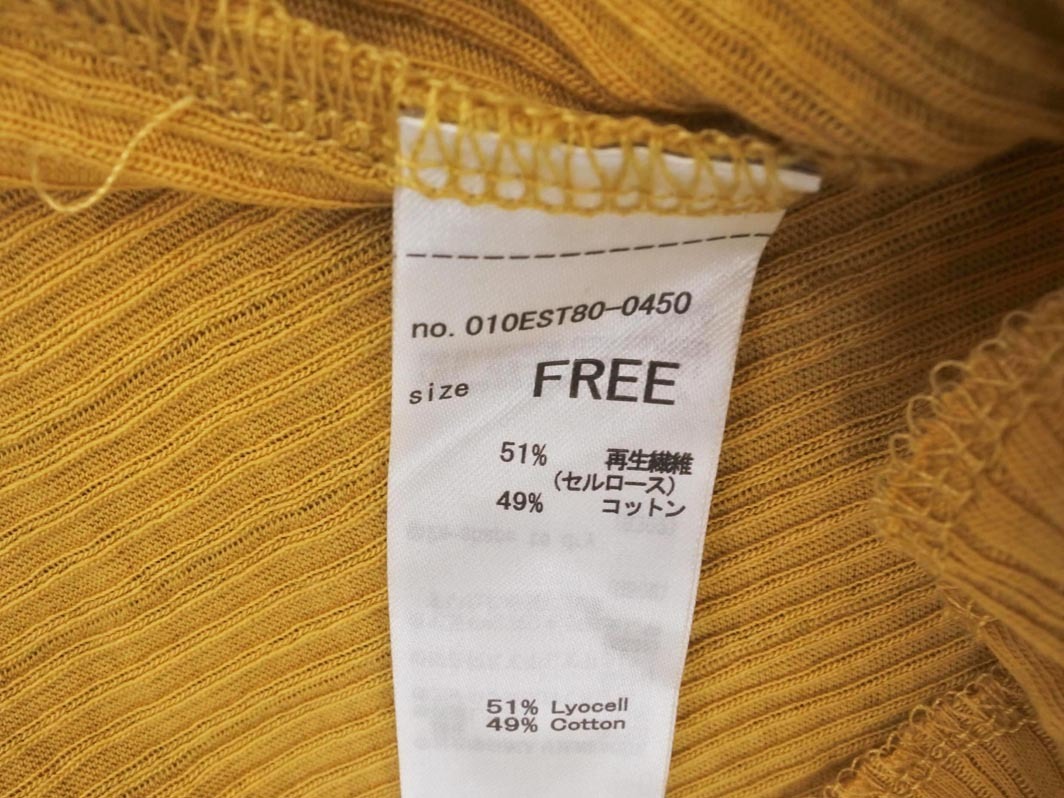 no. 010EST80-0450
size FREE
51% 再生繊維
(セルロース)
49% コットン
51% Lyocell
49% Cotton